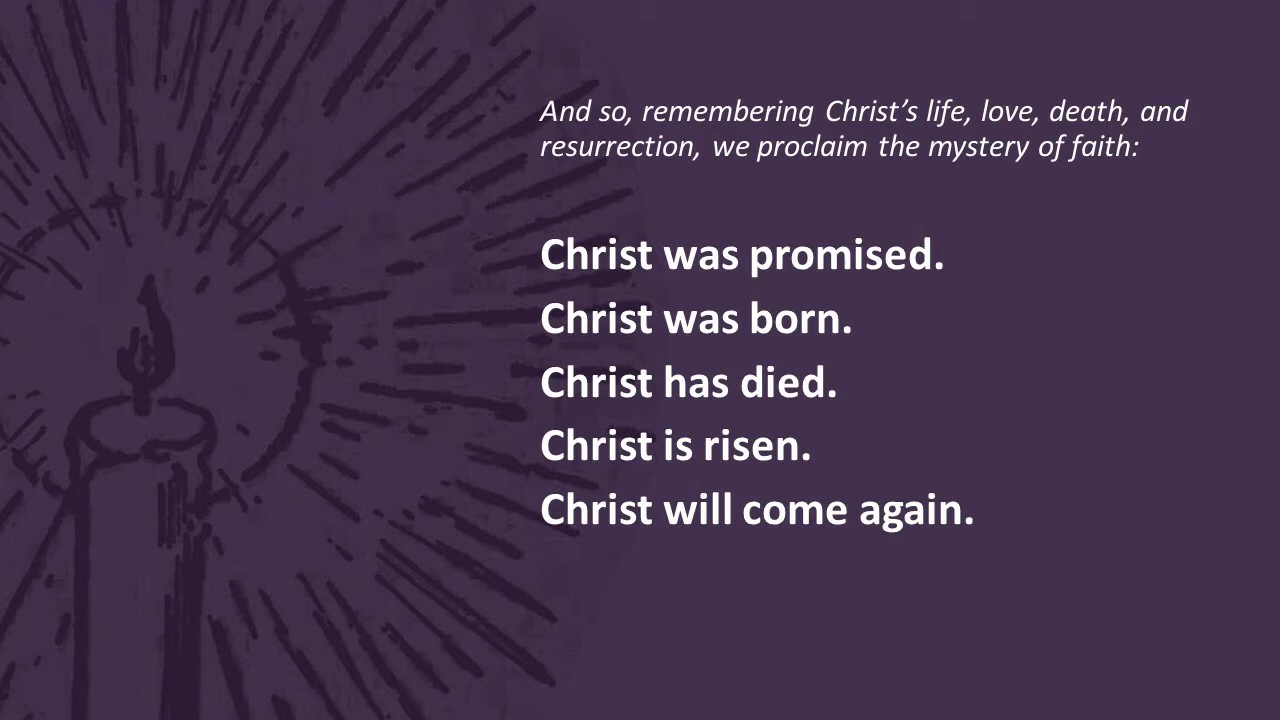 And so, remembering Christ’s life, love, death, and
resurrection, we proclaim the mystery of faith:
Christ was promised.
Christ was born.
Christ has died.
Christ is risen.
Christ will come again.